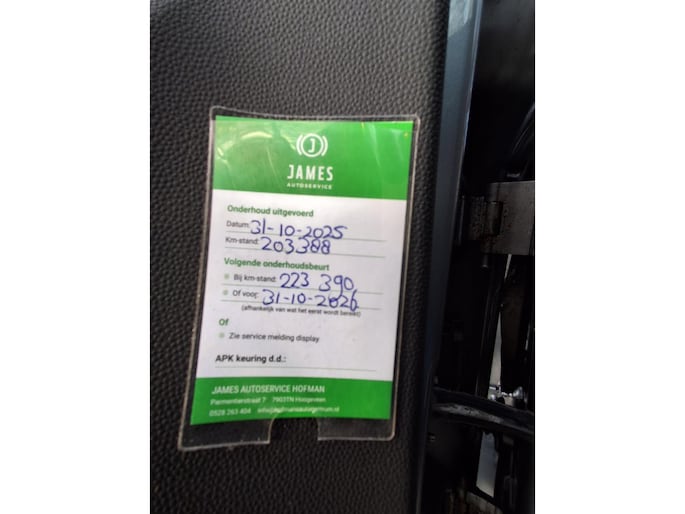 J
JAMES
AUTOSERVICE
Onderhoud uitgevoerd
Datum: 31-10-2025
Km-stand: 203388
Volgende onderhoudsbeurt
Bij km-stand: 223 390
Of voor: 31-10-2026
(afhankelijk van wat het eerst wordt bereikt)
Of
Zie service melding display
APK keuring d.d.:
JAMES AUTOSERVICE HOFMAN
Parmentierstraat 7 7903TN Hoogeveen
0528 263 404